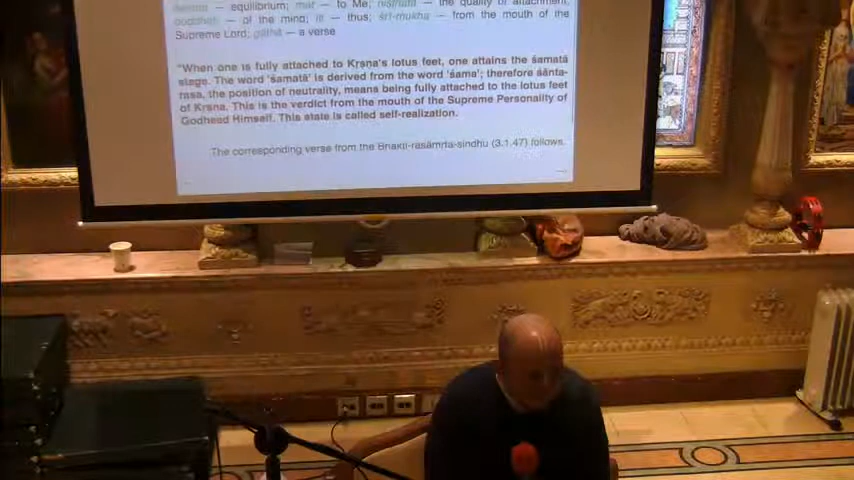 — equilibrium; mat — to Me; niṣṭhatā — the quality of attachment;
buddheḥ — of the mind; iti — thus; śrī-mukha — from the mouth of the
Supreme Lord; gāthā — a verse
"When one is fully attached to Kṛṣṇa's lotus feet, one attains the śamatā
stage. The word 'śamatā' is derived from the word 'śama'; therefore śānta-
rasa, the position of neutrality, means being fully attached to the lotus feet
of Kṛṣṇa. This is the verdict from the mouth of the Supreme Personality of
Godhead Himself. This state is called self-realization.
The corresponding verse from the Bhakti-rasāmṛta-sindhu (3.1.47) follows.